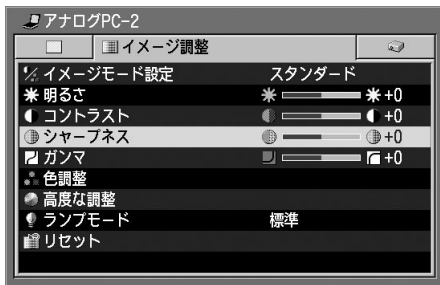 アナログPC-2
イメージ調整
イメージモード設定 スタンダード
明るさ +0
コントラスト +0
シャープネス +0
ガンマ +0
色調整
高度な調整
ランプモード 標準
リセット